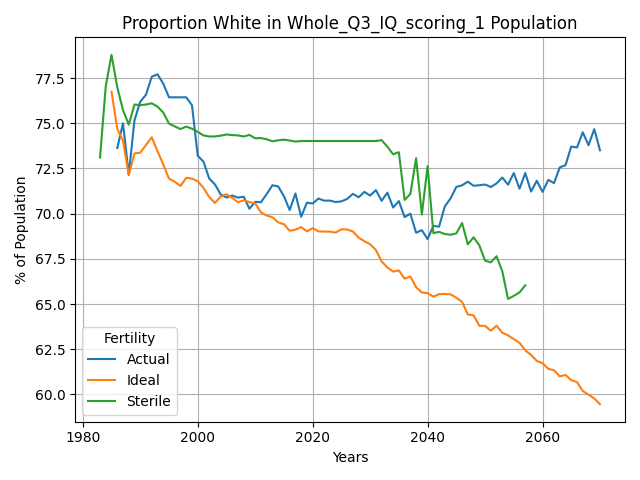 Proportion White in Whole_Q3_IQ_scoring_1 Population
% of Population
77.5
75.0
72.5
70.0
67.5
65.0
62.5
60.0
Fertility
Actual
Ideal
Sterile
1980
2000
2020
2040
2060
Years